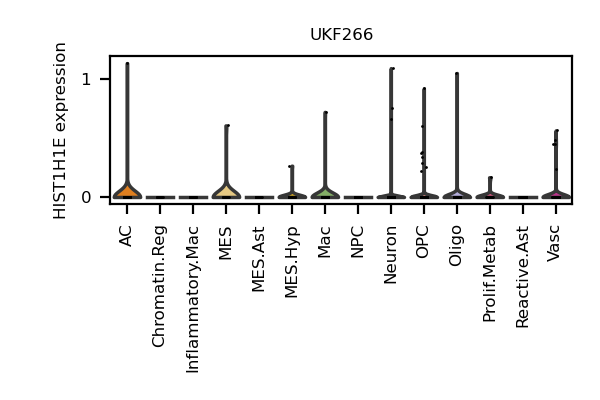 UKF266
HIST1H1E expression
1
0
AC
Chromatin.Reg
Inflammatory.Mac
MES
MES.Ast
MES.Hyp
Mac
NPC
Neuron
OPC
Oligo
Prolif.Metab
Reactive.Ast
Vasc